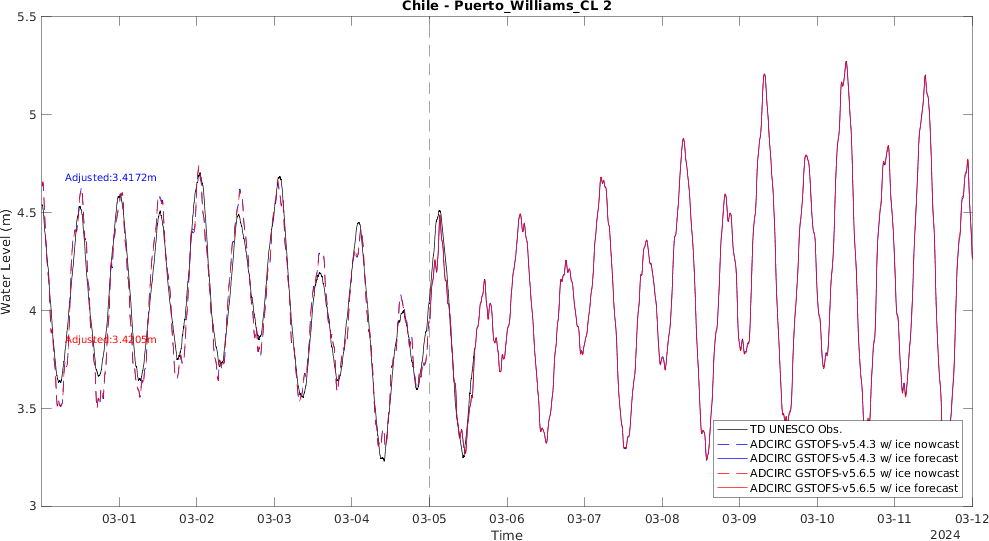 Chile - Puerto_Williams_CL 2
5.5
5
4.5
4
3.5
3
Water Level (m)
Adjusted:3.4172m
Adjusted:3.4205m
TD UNESCO Obs.
ADCIRC GSTOFS-v5.4.3 w/ ice nowcast
ADCIRC GSTOFS-v5.4.3 w/ ice forecast
ADCIRC GSTOFS-v5.6.5 w/ ice nowcast
ADCIRC GSTOFS-v5.6.5 w/ ice forecast
03-01 03-02 03-03 03-04 03-05 03-06 03-07 03-08 03-09 03-10 03-11 03-12
Time
2024